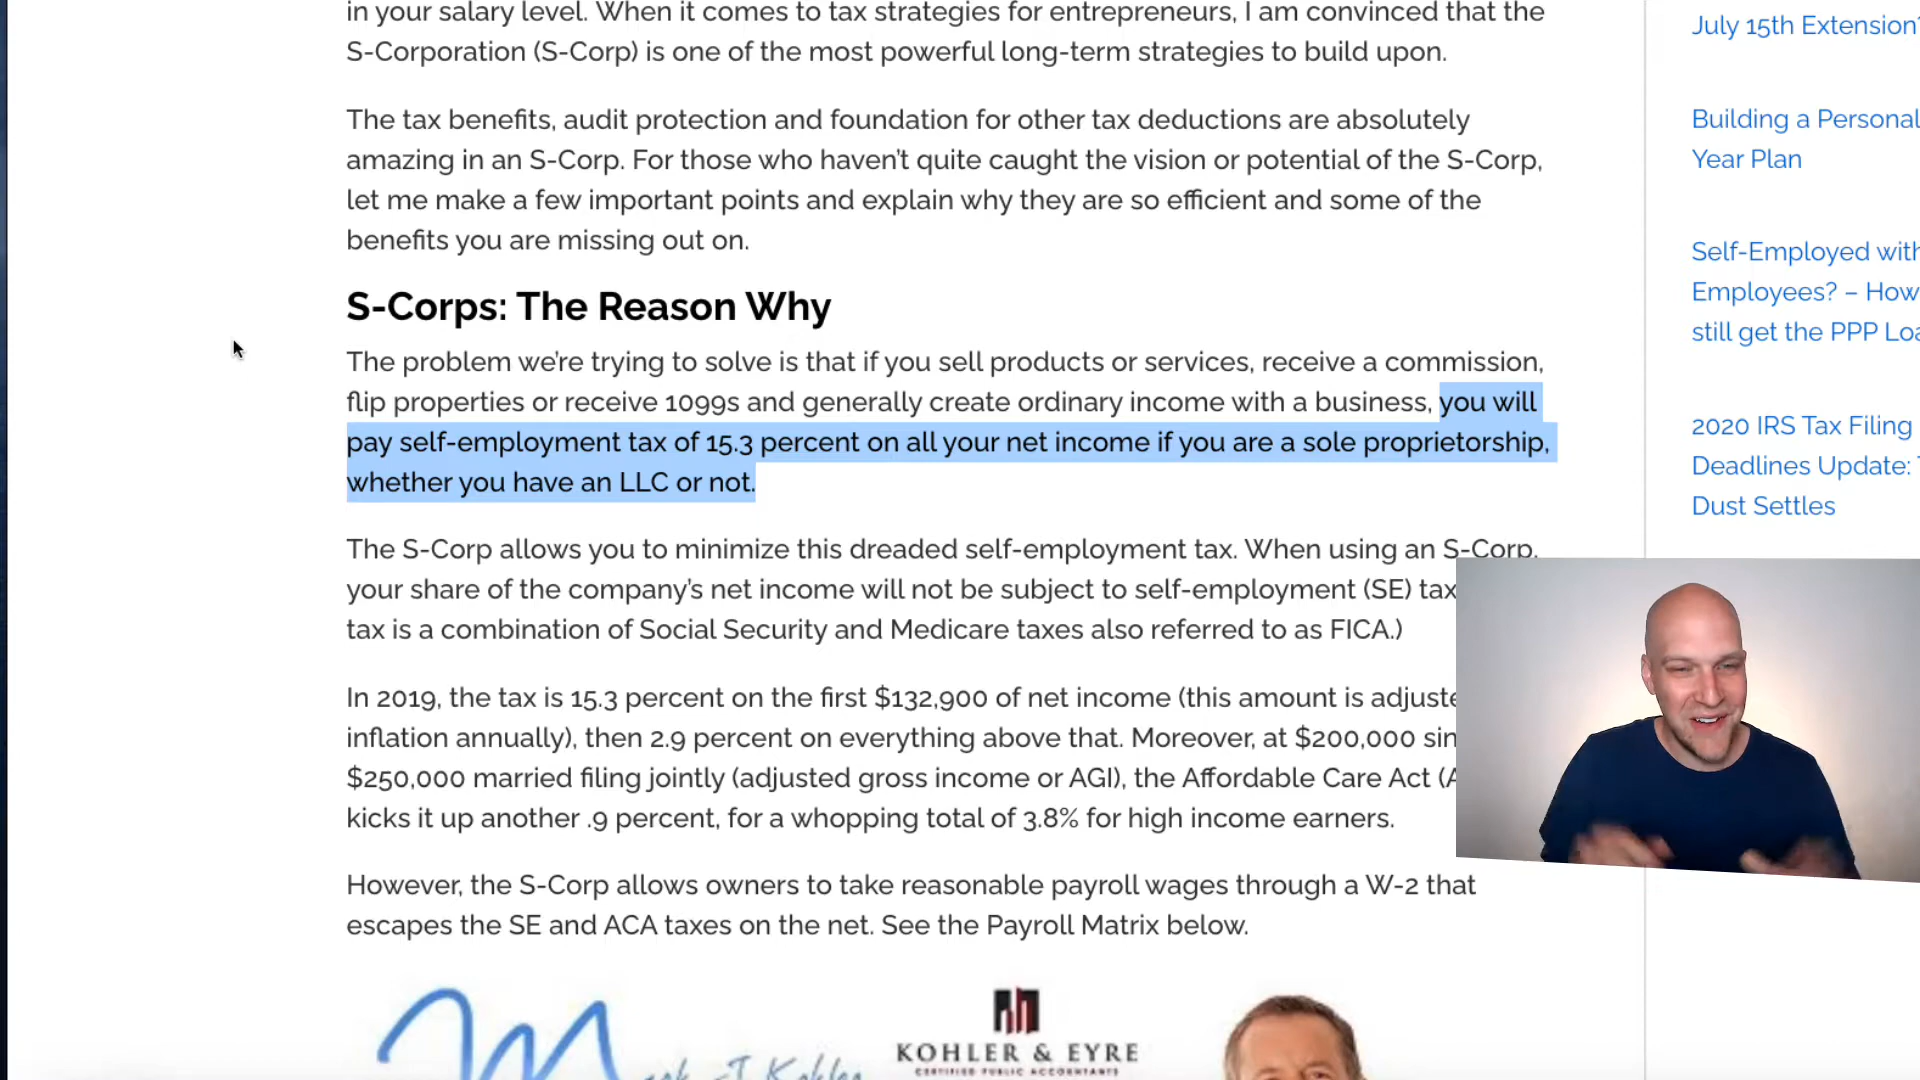 in your salary level. When it comes to tax strategies for entrepreneurs, I am convinced that the
S-Corporation (S-Corp) is one of the most powerful long-term strategies to build upon.
The tax benefits, audit protection and foundation for other tax deductions are absolutely
amazing in an S-Corp. For those who haven't quite caught the vision or potential of the S-Corp,
let me make a few important points and explain why they are so efficient and some of the
benefits you are missing out on.
S-Corps: The Reason Why
The problem we're trying to solve is that if you sell products or services, receive a commission,
flip properties or receive 1099s and generally create ordinary income with a business, you will
pay self-employment tax of 15.3 percent on all your net income if you are a sole proprietorship,
whether you have an LLC or not.
The S-Corp allows you to minimize this dreaded self-employment tax. When using an S-Corp,
your share of the company's net income will not be subject to self-employment (SE) tax
tax is a combination of Social Security and Medicare taxes also referred to as FICA.)
In 2019, the tax is 15.3 percent on the first $132,900 of net income (this amount is adjuste
inflation annually), then 2.9 percent on everything above that. Moreover, at $200,000 sin
$250,000 married filing jointly (adjusted gross income or AGI), the Affordable Care Act (A
kicks it up another .9 percent, for a whopping total of 3.8% for high income earners.
However, the S-Corp allows owners to take reasonable payroll wages through a W-2 that
escapes the SE and ACA taxes on the net. See the Payroll Matrix below.
Mark J Kohler
KOHLER & EYRE
CERTIFIED PUBLIC ACCOUNTANTS
July 15th Extension?
Building a Personal
Year Plan
Self-Employed with
Employees? – How
still get the PPP Loa
2020 IRS Tax Filing
Deadlines Update: T
Dust Settles